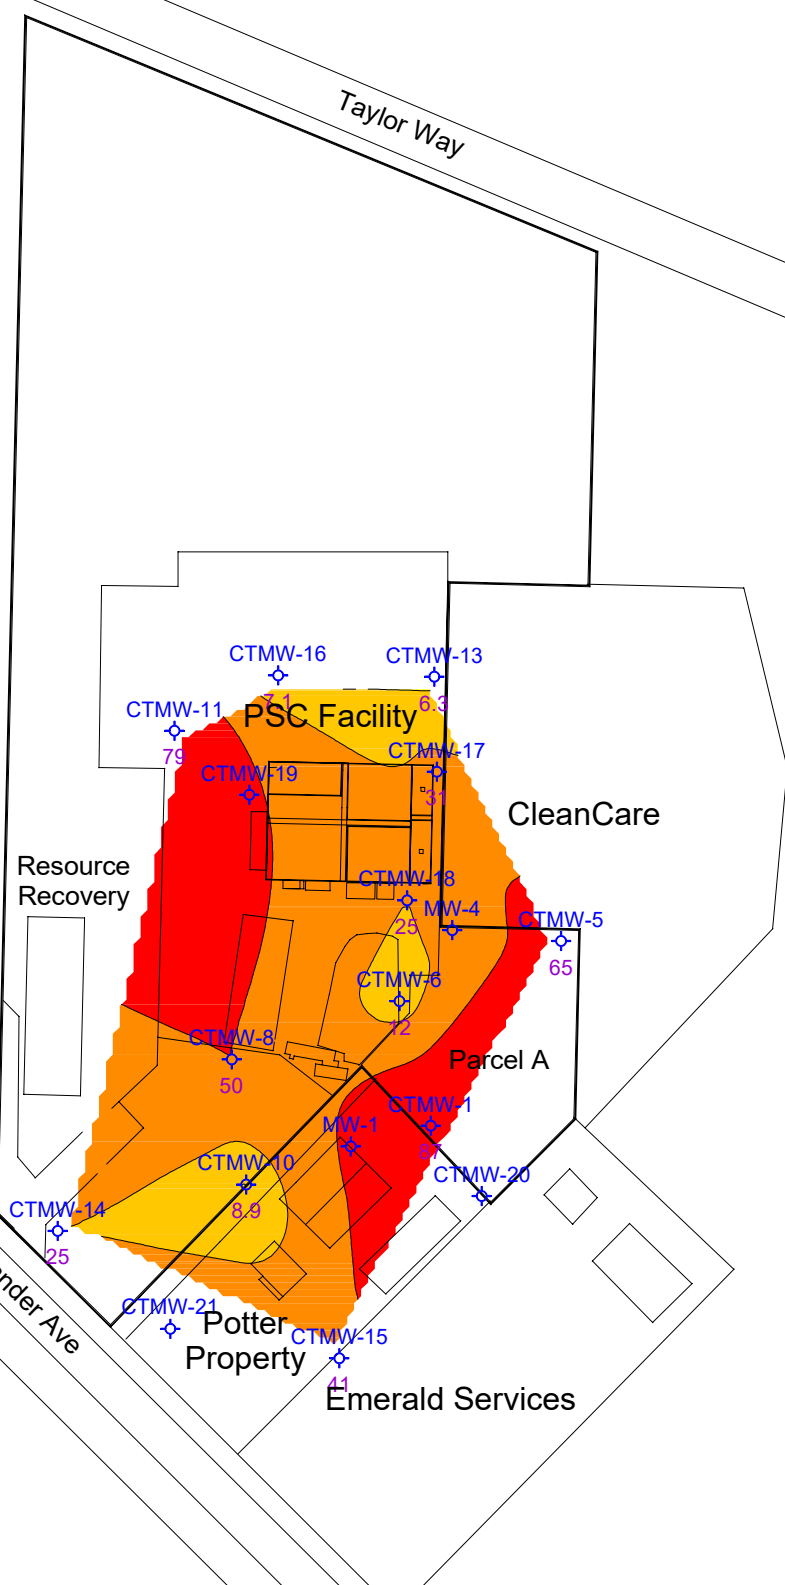 Taylor Way
CTMW-16
7.1
CTMW-13
6.3
CTMW-11
79
PSC Facility
CTMW-17
31
CTMW-19
CleanCare
Resource
Recovery
CTMW-18
25
MW-4
CTMW-5
65
CTMW-6
12
CTMW-8
50
Parcel A
CTMW-1
87
MW-1
CTMW-10
8.9
CTMW-20
CTMW-14
25
nder Ave
CTMW-21
Potter
Property
CTMW-15
41
Emerald Services